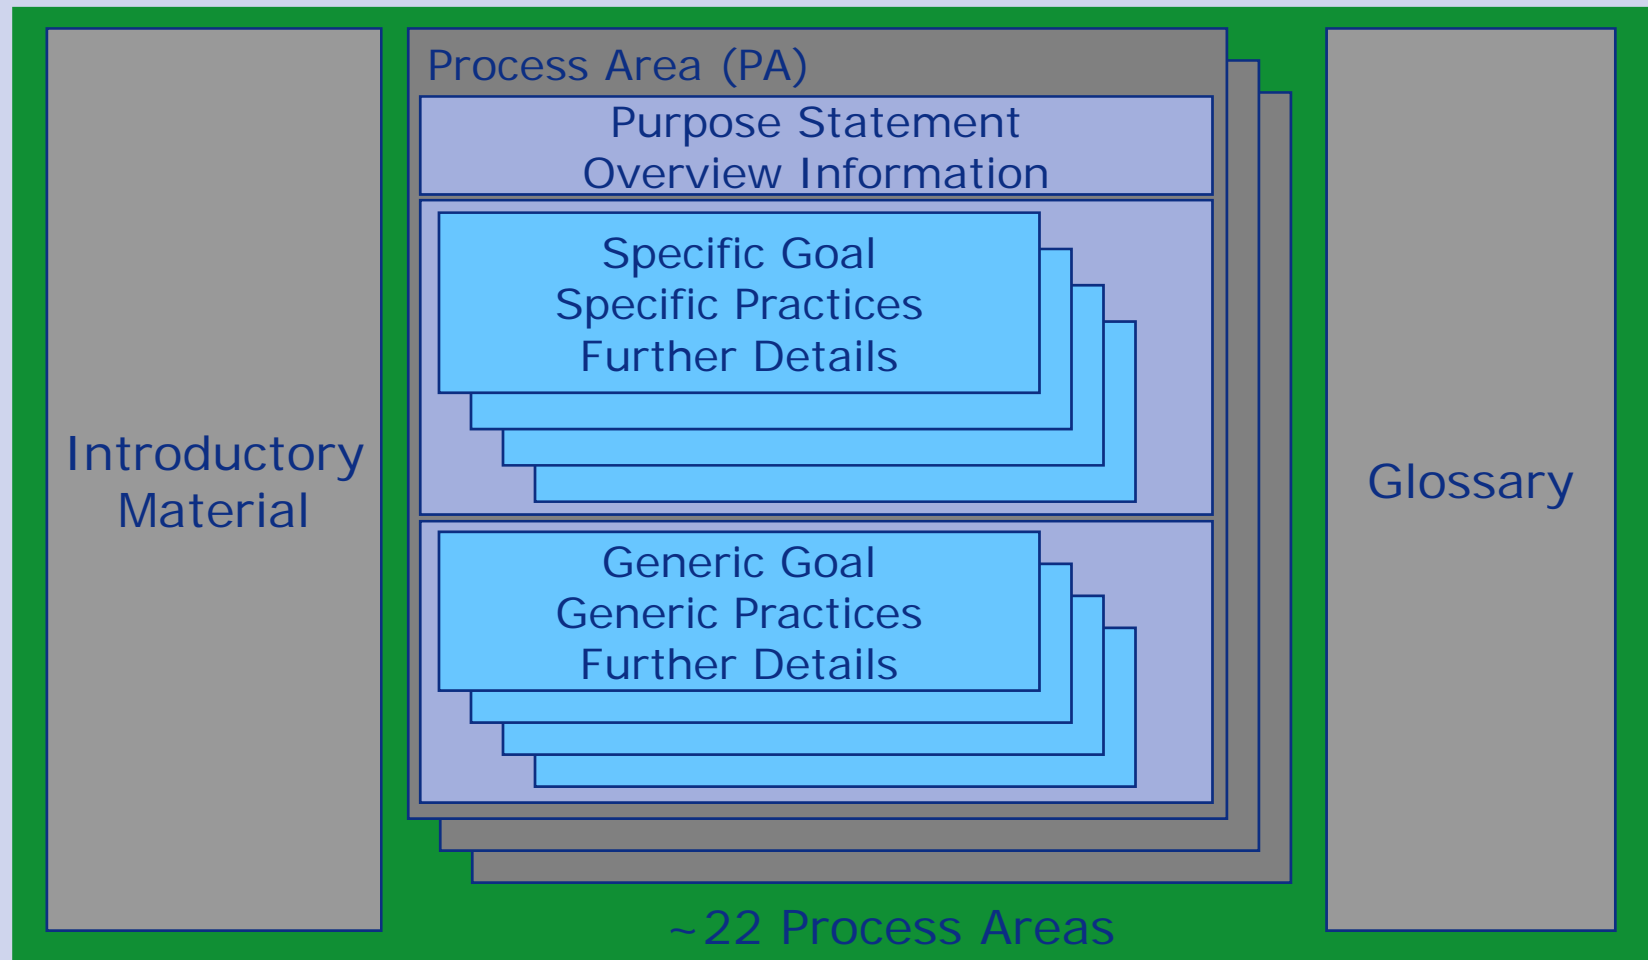 Introductory
Material
Process Area (PA)
Purpose Statement
Overview Information
Specific Goal
Specific Practices
Further Details
Generic Goal
Generic Practices
Further Details
~22 Process Areas
Glossary